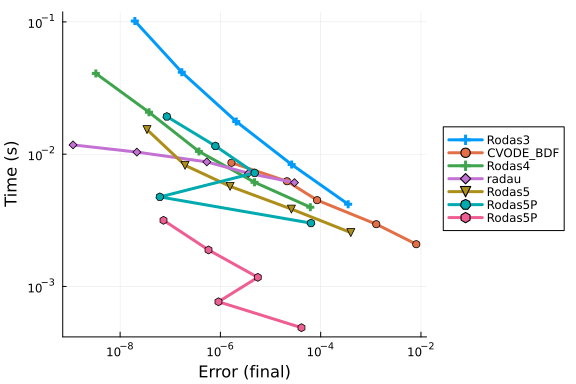 10⁻¹
10⁻²
10⁻³
Time (s)
10⁻⁸
10⁻⁶
10⁻⁴
10⁻²
Error (final)
Rodas3
CVODE_BDF
Rodas4
radau
Rodas5
Rodas5P
Rodas5P